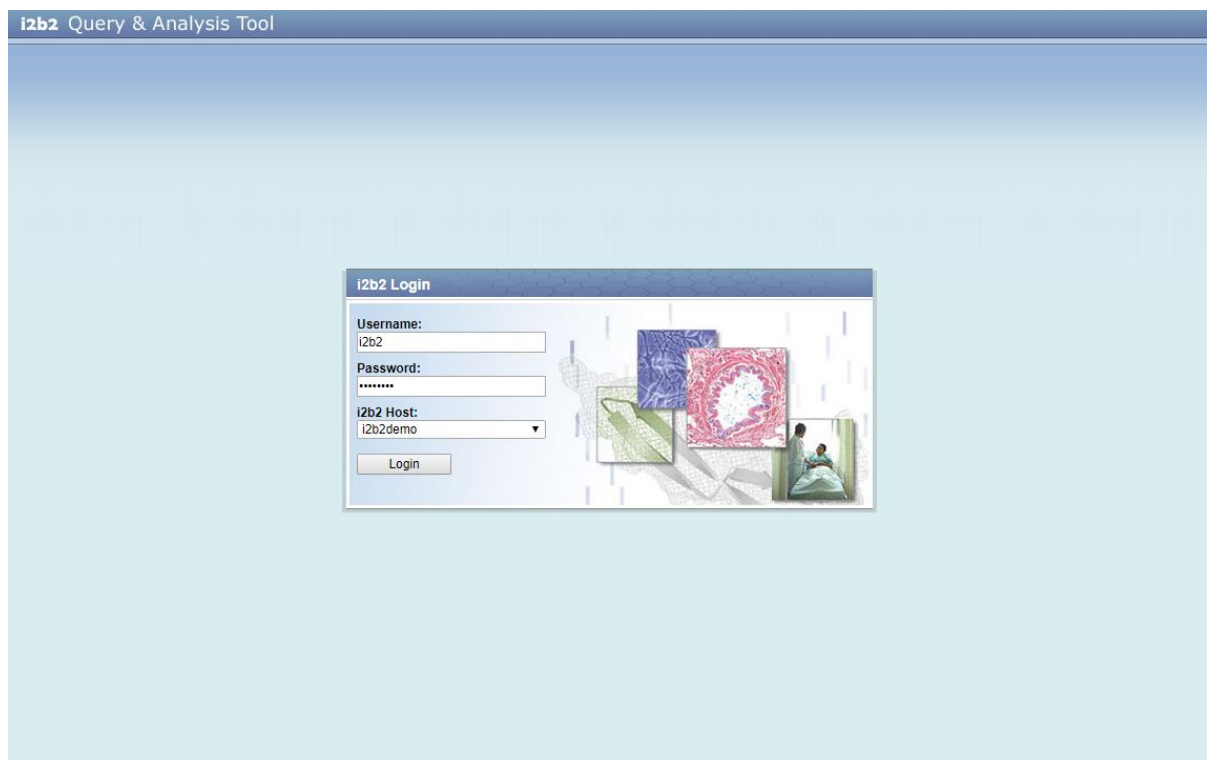 i2b2 Query & Analysis Tool
i2b2 Login
Username:
i2b2
Password:
••••••••
i2b2 Host:
i2b2demo
Login